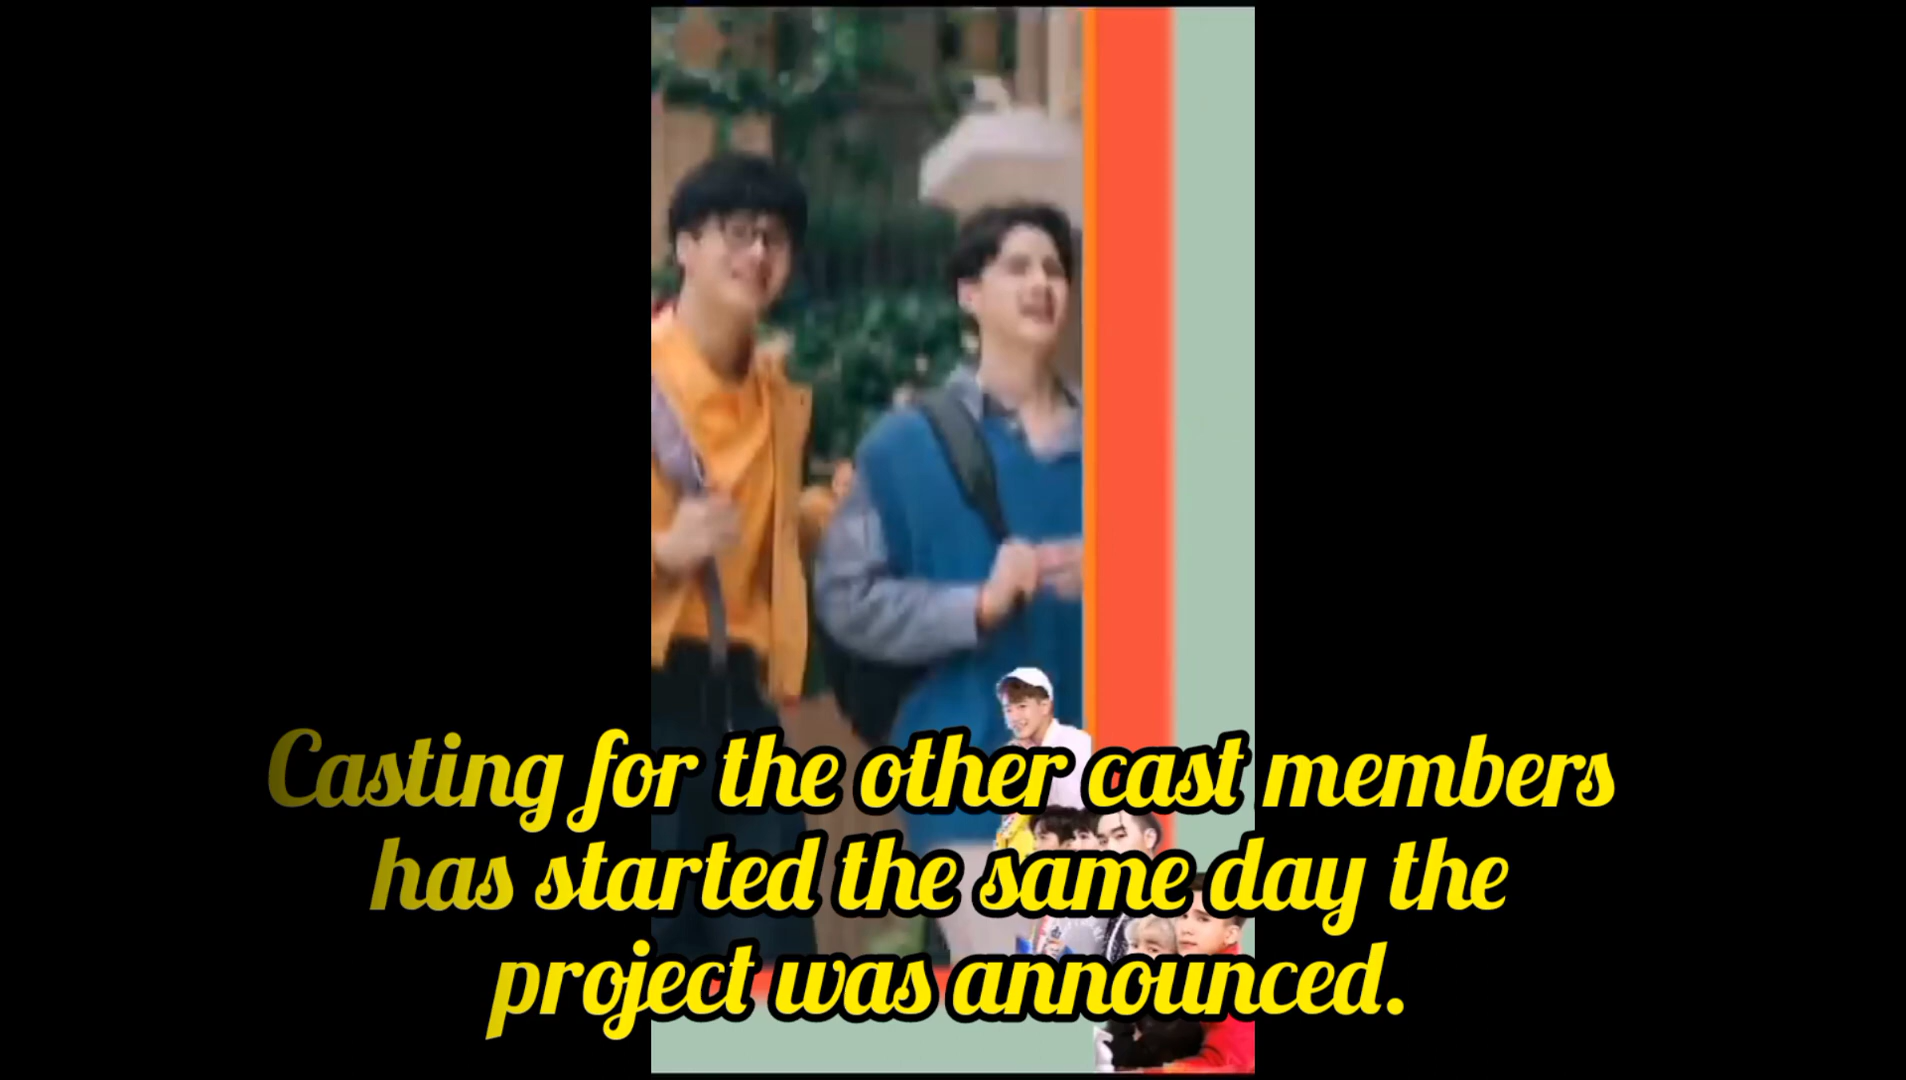 Casting for the other cast members
has started the same day the
project was announced.